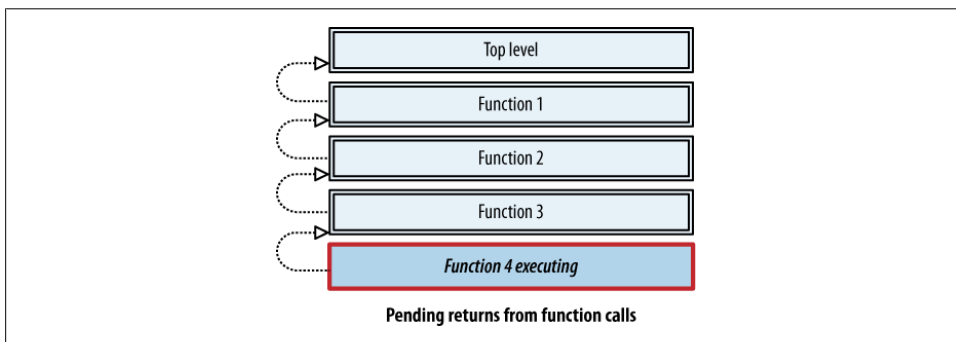 Top level
Function 1
Function 2
Function 3
Function 4 executing
Pending returns from function calls